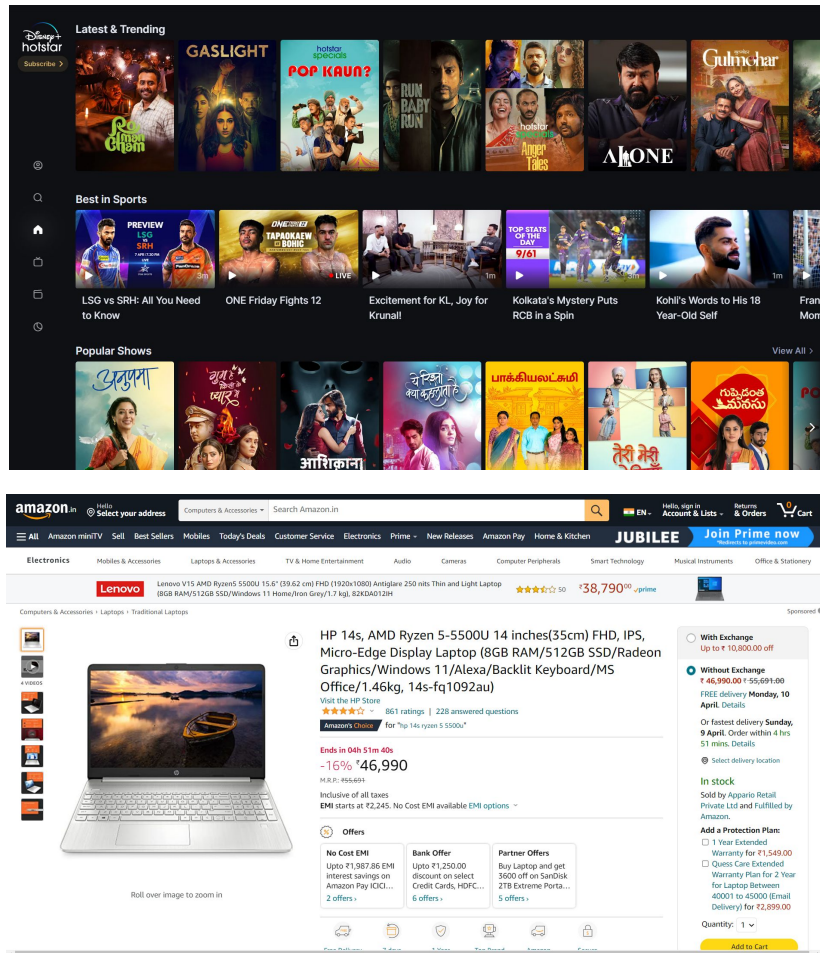 Disney+
hotstar
Subscribe >
Latest & Trending
Romancham
GASLIGHT
hotstar
specials
POP KAUN?
RUN
BABY
RUN
hotstar
specials
Anger
Tales
ALONE
Gulmohar
Best in Sports
PREVIEW
LSG
VS
SRH
3m
TAPAOKAEW
BOHIC
LIVE
1m
TOP STATS
OF THE
DAY
9/61
3m
1m
LSG vs SRH: All You Need
to Know
ONE Friday Fights 12
Excitement for KL, Joy for
Krunal!
Kolkata's Mystery Puts
RCB in a Spin
Kohli's Words to His 18
Year-Old Self
Fran
Mom
Popular Shows
View All >
अनुपमा
गुम है
किसी के
प्यार में
आशिकाना
ये रिश्ता
क्या कहलाता है
பாக்கியலட்சுமி
तेरी मेरी
గుప్పెడంత
మనసు
PO
amazon.in
Hello
Select your address
Computers & Accessories
Search Amazon.in
EN
Hello, sign in
Account & Lists
Returns
& Orders
0
Cart
All Amazon miniTV Sell Best Sellers Mobiles Today's Deals Customer Service Electronics Prime New Releases Amazon Pay Home & Kitchen
JUBILEE
Join Prime now
*Redirects to primevideo.com
Electronics Mobiles & Accessories Laptops & Accessories TV & Home Entertainment Audio Cameras Computer Peripherals Smart Technology Musical Instruments Office & Stationery
Lenovo
Lenovo V15 AMD Ryzen5 5500U 15.6" (39.62 cm) FHD (1920x1080) Antiglare 250 nits Thin and Light Laptop
(8GB RAM/512GB SSD/Windows 11 Home/Iron Grey/1.7 kg), 82KDA012IH
50
₹38,790⁰⁰ prime
Computers & Accessories › Laptops › Traditional Laptops
Sponsored
4 VIDEOS
Roll over image to zoom in
HP 14s, AMD Ryzen 5-5500U 14 inches(35cm) FHD, IPS,
Micro-Edge Display Laptop (8GB RAM/512GB SSD/Radeon
Graphics/Windows 11/Alexa/Backlit Keyboard/MS
Office/1.46kg, 14s-fq1092au)
Visit the HP Store
861 ratings | 228 answered questions
Amazon's Choice for "hp 14s ryzen 5 5500u"
Ends in 04h 51m 40s
-16% ₹46,990
M.R.P.: ₹55,691
Inclusive of all taxes
EMI starts at ₹2,245. No Cost EMI available EMI options
Offers
No Cost EMI
Upto ₹1,987.86 EMI
interest savings on
Amazon Pay ICICI...
2 offers ›
Bank Offer
Upto ₹1,250.00
discount on select
Credit Cards, HDFC...
6 offers ›
Partner Offers
Buy Laptop and get
3600 off on SanDisk
2TB Extreme Porta...
5 offers ›
With Exchange
Up to ₹ 10,800.00 off
Without Exchange
₹ 46,990.00 ₹ 55,691.00
FREE delivery Monday, 10
April. Details
Or fastest delivery Sunday,
9 April. Order within 4 hrs
51 mins. Details
Select delivery location
In stock
Sold by Appario Retail
Private Ltd and Fulfilled by
Amazon.
Add a Protection Plan:
1 Year Extended
Warranty for ₹1,549.00
Quess Care Extended
Warranty Plan for 2 Year
for Laptop Between
40001 to 45000 (Email
Delivery) for ₹2,899.00
Quantity: 1
Add to Cart